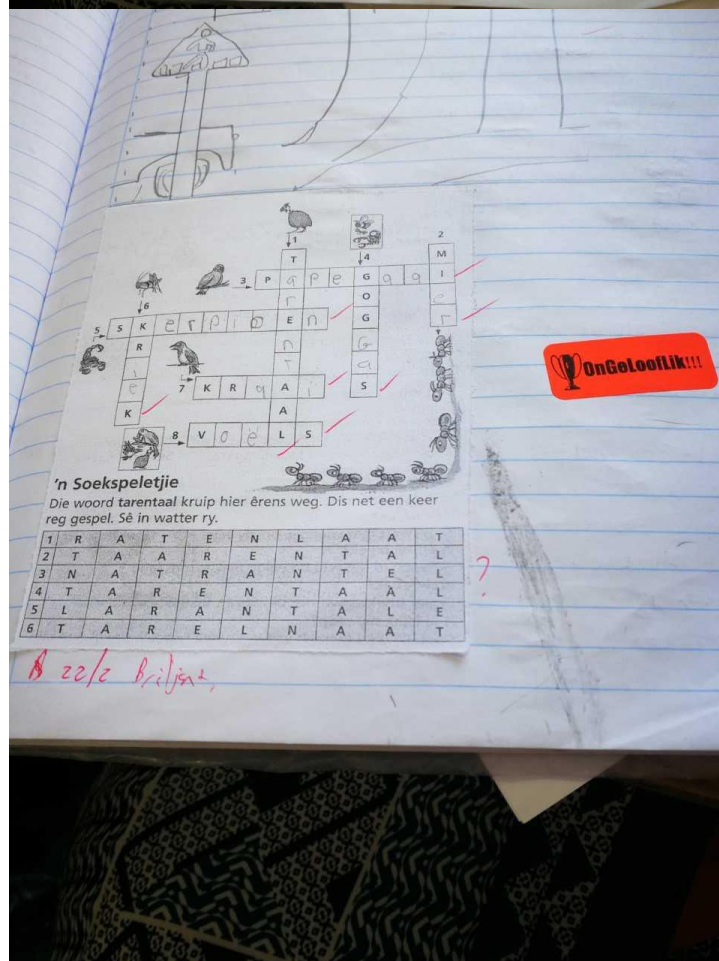 1
2
T
4
M
3 P a p e G a a I
6
r O e
5 S K e r p i o E n G r
R n G
i T a
e 7 K R a A i S
K A
8 V o ë L S
OnGeLoofLik!!!
'n Soekspeletjie
Die woord tarentaal kruip hier êrens weg. Dis net een keer
reg gespel. Sê in watter ry.
1 R A T E N L A A T
2 T A A R E N T A L
3 N A T R A N T E L
?
4 T A R E N T A A L
5 L A R A N T A L E
6 T A R E L N A A T
22/2 Briljant,